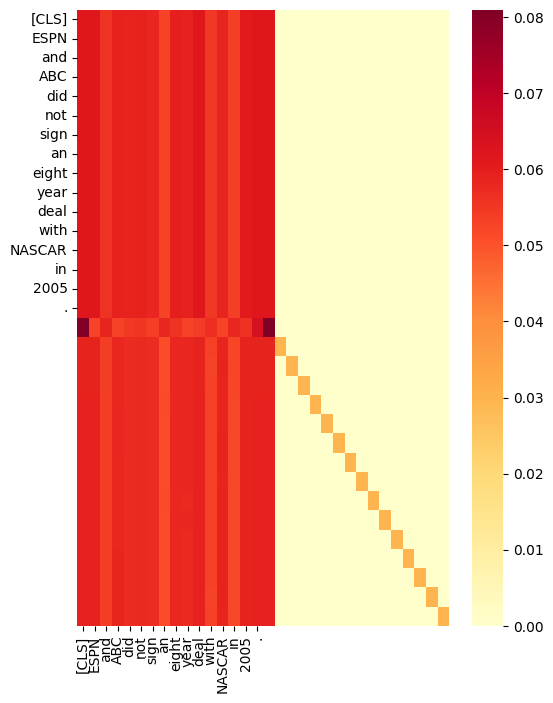 [CLS]
ESPN
and
ABC
did
not
sign
an
eight
year
deal
with
NASCAR
in
2005
.
0.08
0.07
0.06
0.05
0.04
0.03
0.02
0.01
0.00
[CLS]
ESPN
and
ABC
did
not
sign
an
eight
year
deal
with
NASCAR
in
2005
.